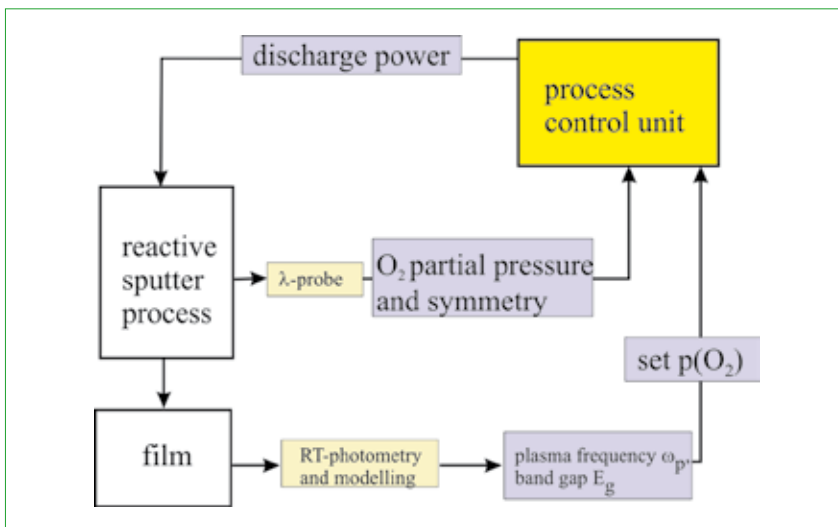 discharge power
process
control unit
reactive
sputter
process
λ-probe
O₂ partial pressure
and symmetry
set p(O₂)
film
RT-photometry
and modelling
plasma frequency ωₚ,
band gap E_g